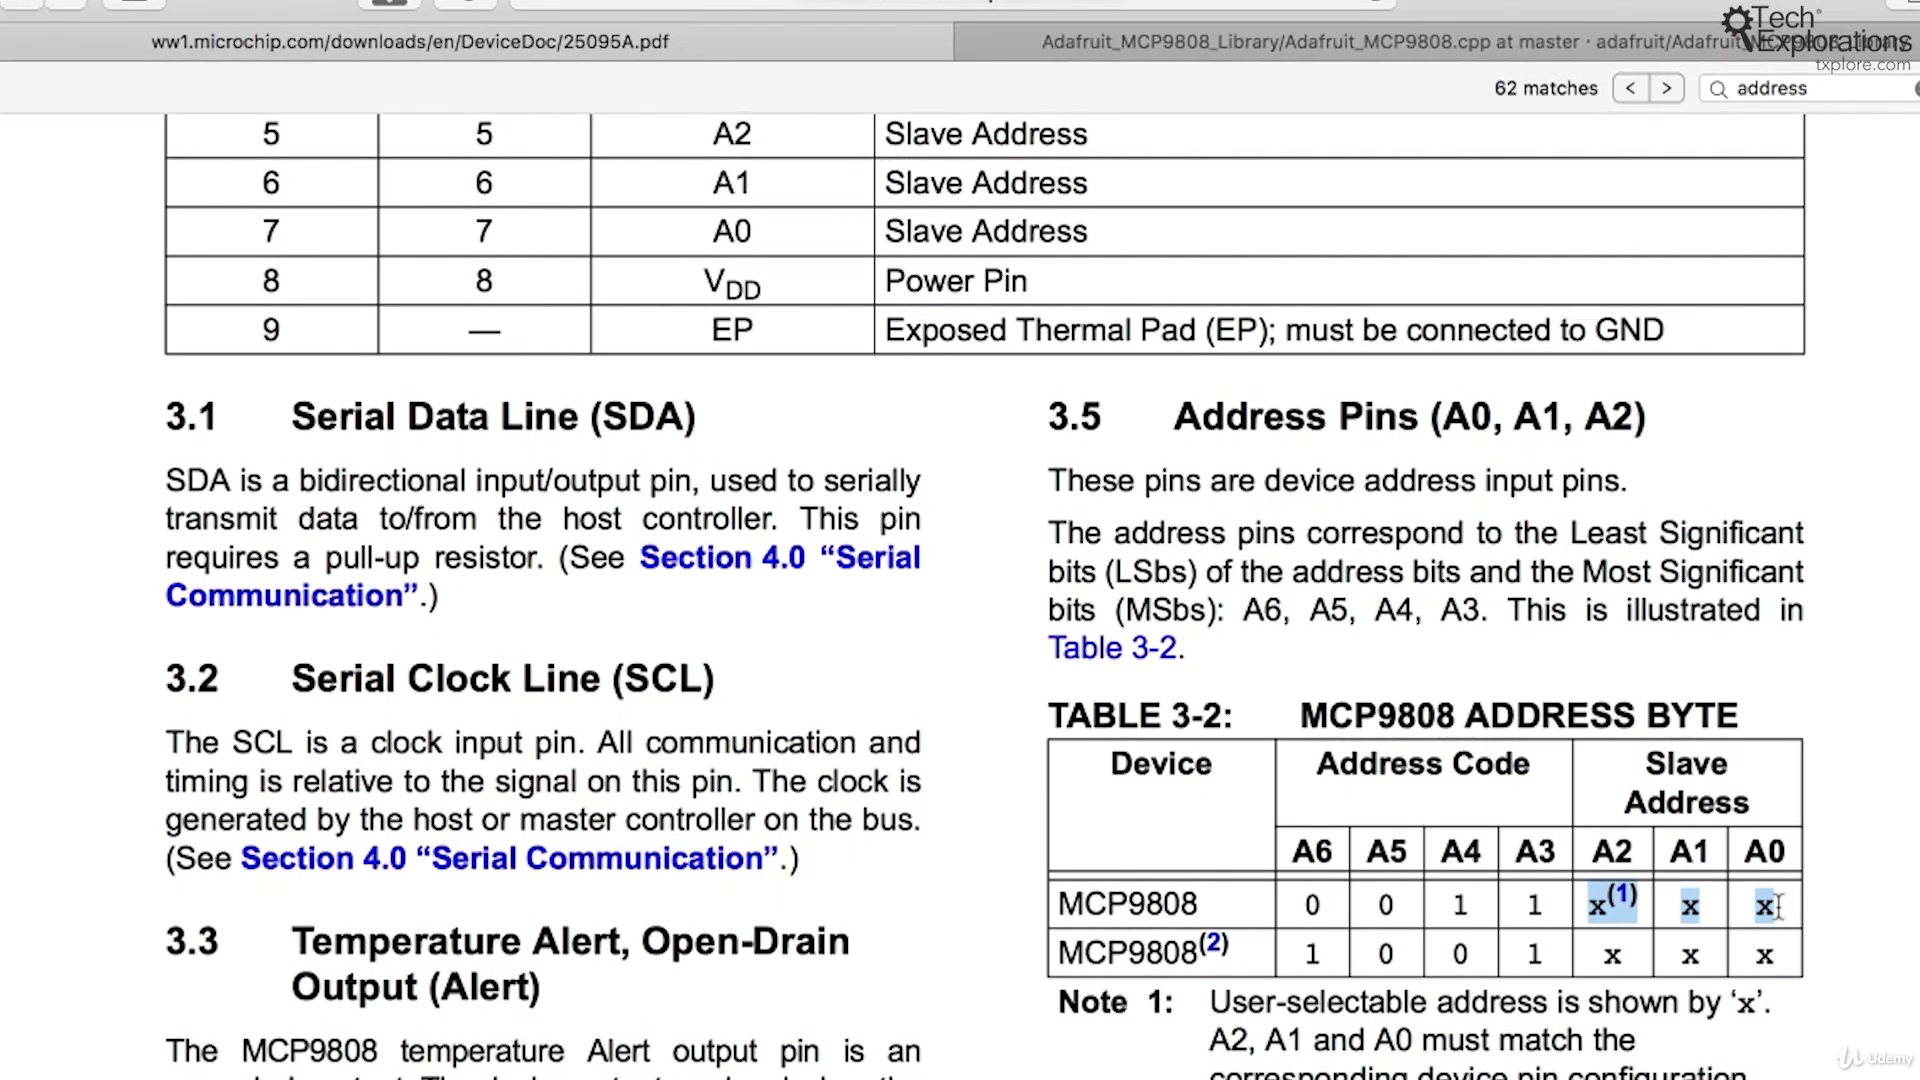 Tech
Explorations
txplore.com
ww1.microchip.com/downloads/en/DeviceDoc/25095A.pdf
Adafruit_MCP9808_Library/Adafruit_MCP9808.cpp at master · adafruit/Adafruit_MCP9808_Library
62 matches < > address
5 5 A2 Slave Address
6 6 A1 Slave Address
7 7 A0 Slave Address
8 8 VDD Power Pin
9 — EP Exposed Thermal Pad (EP); must be connected to GND
3.1 Serial Data Line (SDA)
SDA is a bidirectional input/output pin, used to serially
transmit data to/from the host controller. This pin
requires a pull-up resistor. (See Section 4.0 “Serial
Communication”.)
3.2 Serial Clock Line (SCL)
The SCL is a clock input pin. All communication and
timing is relative to the signal on this pin. The clock is
generated by the host or master controller on the bus.
(See Section 4.0 “Serial Communication”.)
3.3 Temperature Alert, Open-Drain
Output (Alert)
The MCP9808 temperature Alert output pin is an
3.5 Address Pins (A0, A1, A2)
These pins are device address input pins.
The address pins correspond to the Least Significant
bits (LSbs) of the address bits and the Most Significant
bits (MSbs): A6, A5, A4, A3. This is illustrated in
Table 3-2.
TABLE 3-2: MCP9808 ADDRESS BYTE
Device Address Code Slave
Address
A6 A5 A4 A3 A2 A1 A0
MCP9808 0 0 1 1 x(1) x x
MCP9808(2) 1 0 0 1 x x x
Note 1: User-selectable address is shown by ‘x’.
A2, A1 and A0 must match the
corresponding device pin configuration
Udemy